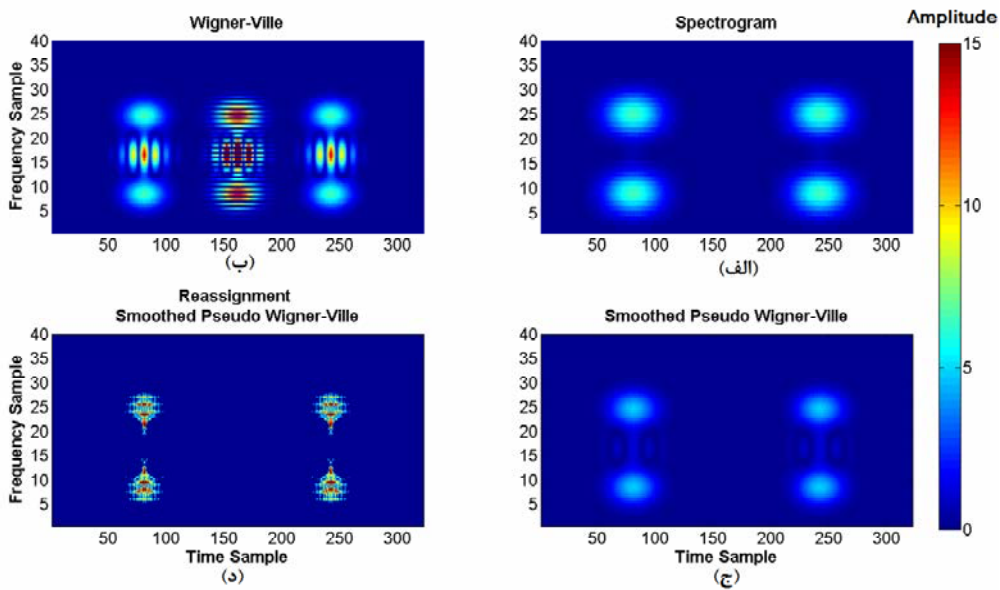 Wigner-Ville
Spectrogram
Amplitude
Frequency Sample
40
35
30
25
20
15
10
5
50 100 150 200 250 300
(ب)
40
35
30
25
20
15
10
5
50 100 150 200 250 300
(الف)
15
10
5
0
Reassignment
Smoothed Pseudo Wigner-Ville
Frequency Sample
40
35
30
25
20
15
10
5
50 100 150 200 250 300
Time Sample
(د)
Smoothed Pseudo Wigner-Ville
40
35
30
25
20
15
10
5
50 100 150 200 250 300
Time Sample
(ج)